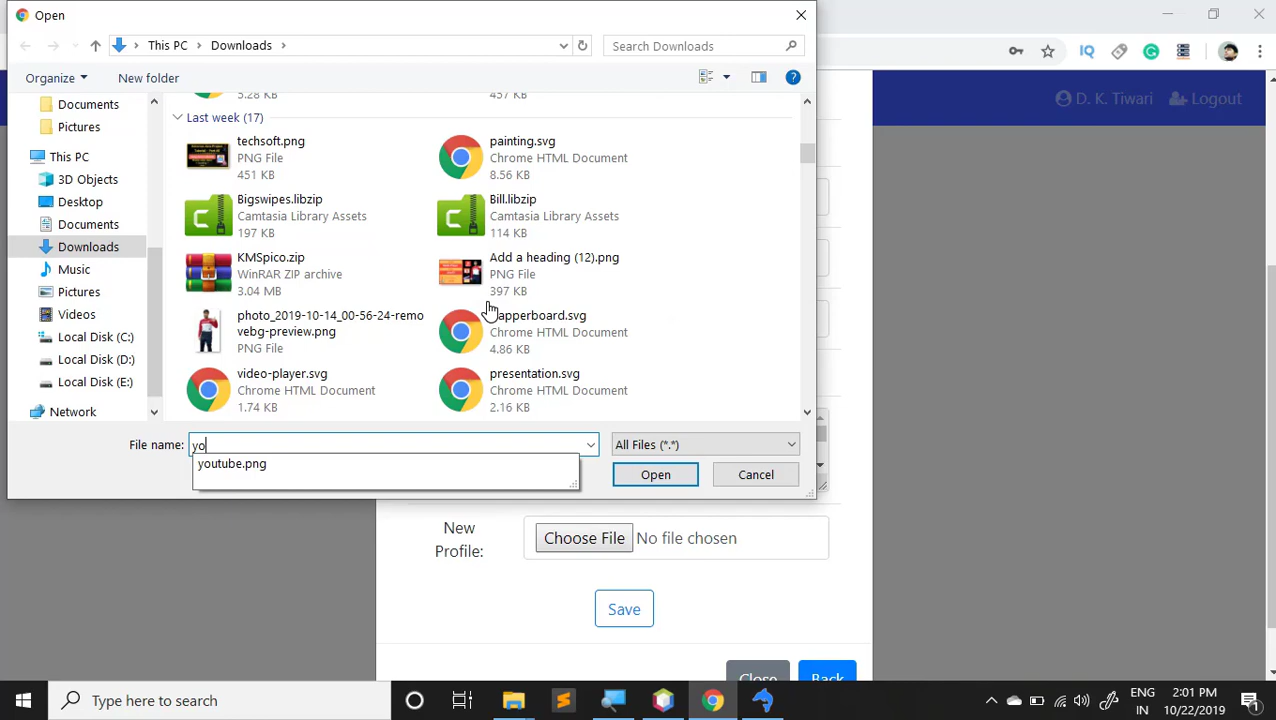 Open
This PC
Downloads
Search Downloads
Organize
New folder
Documents
Pictures
This PC
3D Objects
Desktop
Documents
Downloads
Music
Pictures
Videos
Local Disk (C:)
Local Disk (D:)
Local Disk (E:)
Network
5.28 KB
457 KB
Last week (17)
techsoft.png
PNG File
451 KB
painting.svg
Chrome HTML Document
8.56 KB
Bigswipes.libzip
Camtasia Library Assets
197 KB
Bill.libzip
Camtasia Library Assets
114 KB
KMSpico.zip
WinRAR ZIP archive
3.04 MB
Add a heading (12).png
PNG File
397 KB
photo_2019-10-14_00-56-24-remo
vebg-preview.png
PNG File
apperboard.svg
Chrome HTML Document
4.86 KB
video-player.svg
Chrome HTML Document
1.74 KB
presentation.svg
Chrome HTML Document
2.16 KB
File name:
yo
All Files (*.*)
youtube.png
Open
Cancel
IQ
D. K. Tiwari
Logout
New
Profile:
Choose File
No file chosen
Save
Close
Back
Type to search
ENG
IN
2:01 PM
10/22/2019
1